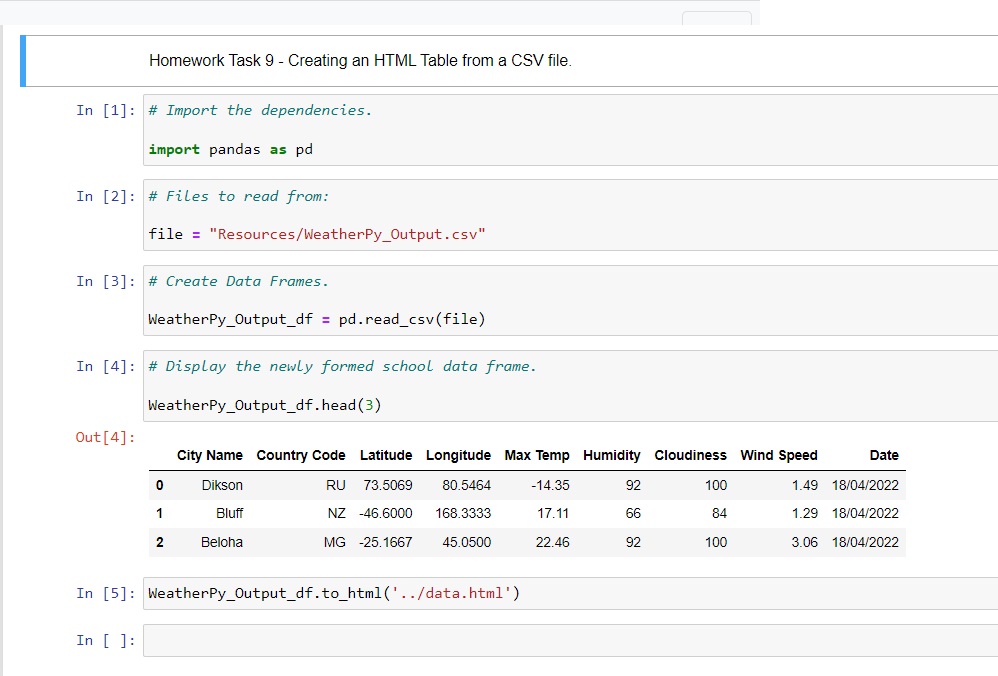 Homework Task 9 - Creating an HTML Table from a CSV file.
In [1]: # Import the dependencies.
import pandas as pd
In [2]: # Files to read from:
file = "Resources/WeatherPy_Output.csv"
In [3]: # Create Data Frames.
WeatherPy_Output_df = pd.read_csv(file)
In [4]: # Display the newly formed school data frame.
WeatherPy_Output_df.head(3)
Out[4]:
City Name Country Code Latitude Longitude Max Temp Humidity Cloudiness Wind Speed Date
0 Dikson RU 73.5069 80.5464 -14.35 92 100 1.49 18/04/2022
1 Bluff NZ -46.6000 168.3333 17.11 66 84 1.29 18/04/2022
2 Beloha MG -25.1667 45.0500 22.46 92 100 3.06 18/04/2022
In [5]: WeatherPy_Output_df.to_html('../data.html')
In [ ]: